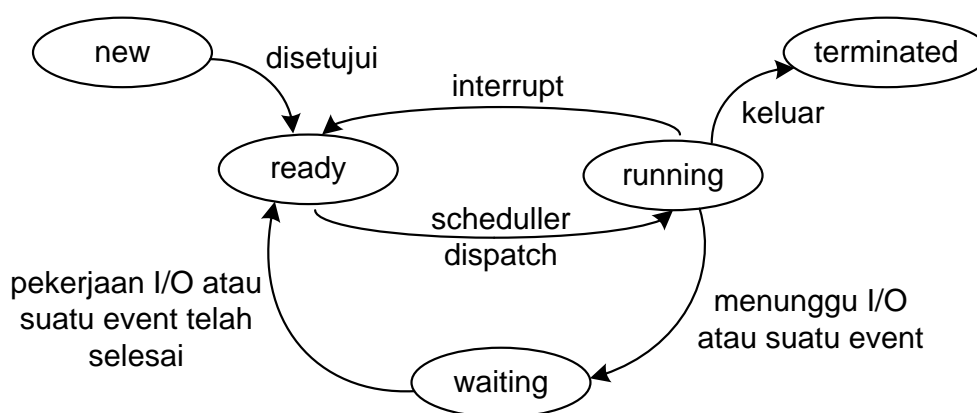 new
disetujui
terminated
interrupt
keluar
ready
running
scheduller
dispatch
pekerjaan I/O atau
suatu event telah
selesai
menunggu I/O
atau suatu event
waiting